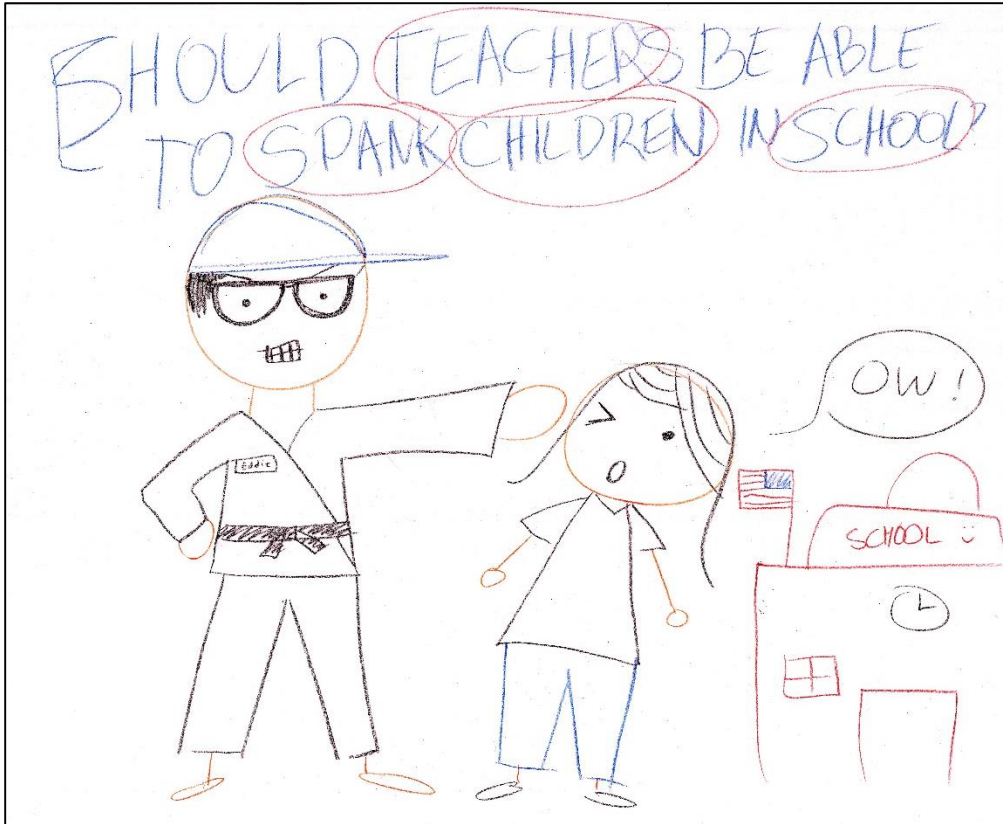 SHOULD TEACHERS BE ABLE
TO SPANK CHILDREN IN SCHOOL?
Eddie
OW!
SCHOOL